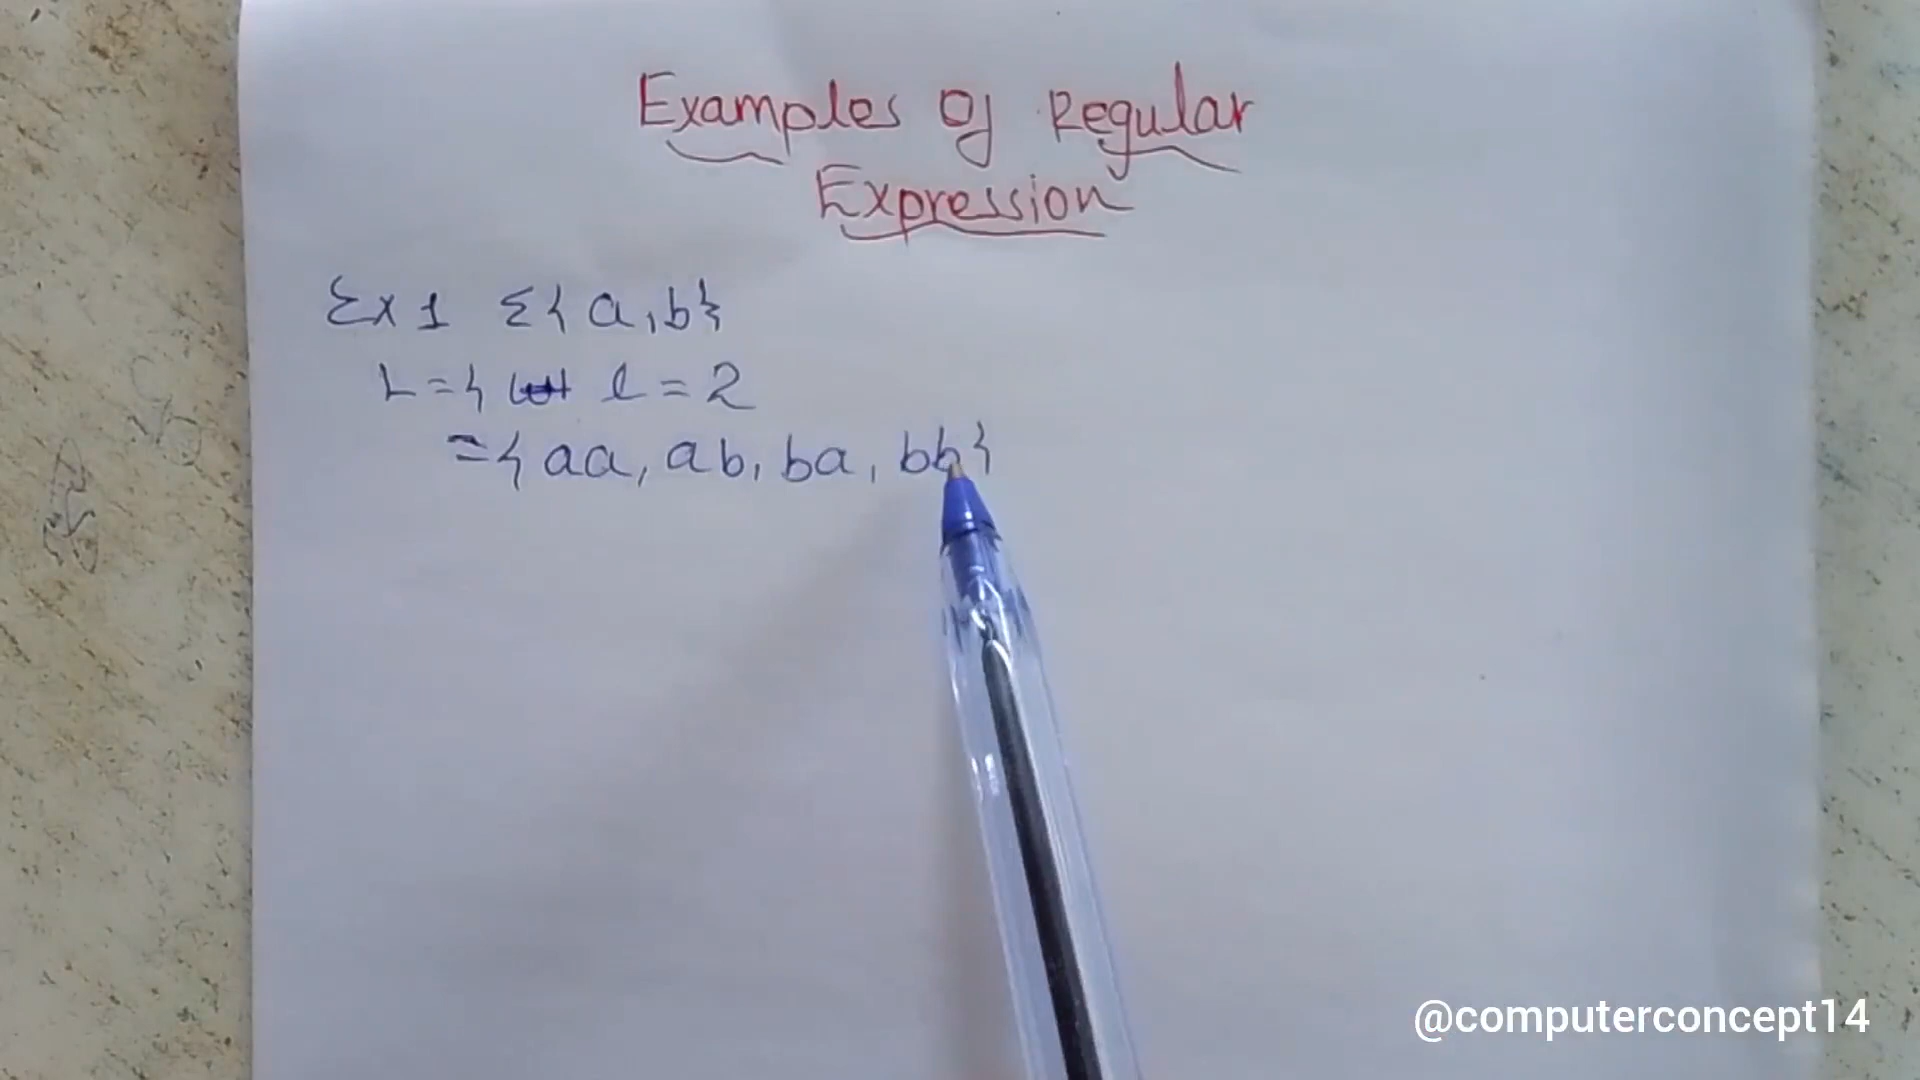 Examples Of Regular
Expression
Ex 1 Σ{ a, b}
L = { l = 2
= { aa, ab, ba, bb}
@computerconcept14